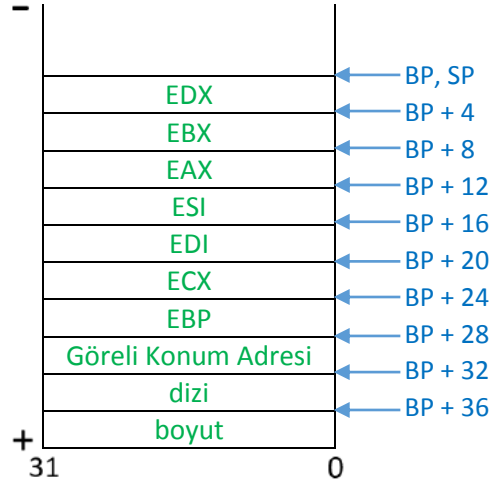 −
BP, SP
EDX
BP + 4
EBX
BP + 8
EAX
BP + 12
ESI
BP + 16
EDI
BP + 20
ECX
BP + 24
EBP
BP + 28
Göreli Konum Adresi
BP + 32
dizi
BP + 36
boyut
+
31 0